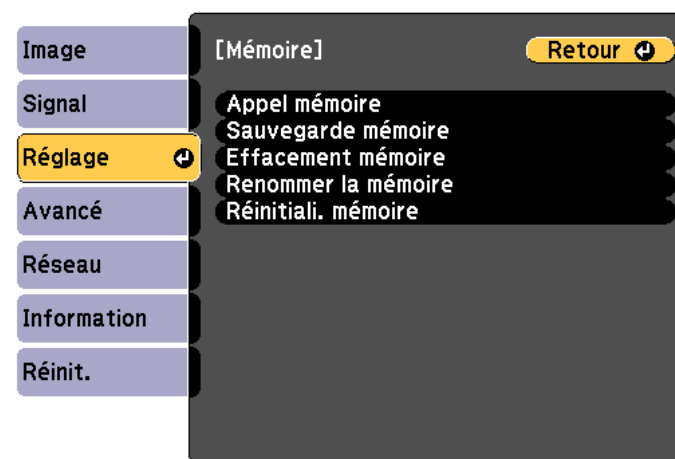 Image
Signal
Réglage
Avancé
Réseau
Information
Réinit.
[Mémoire]
Retour
Appel mémoire
Sauvegarde mémoire
Effacement mémoire
Renommer la mémoire
Réinitiali. mémoire